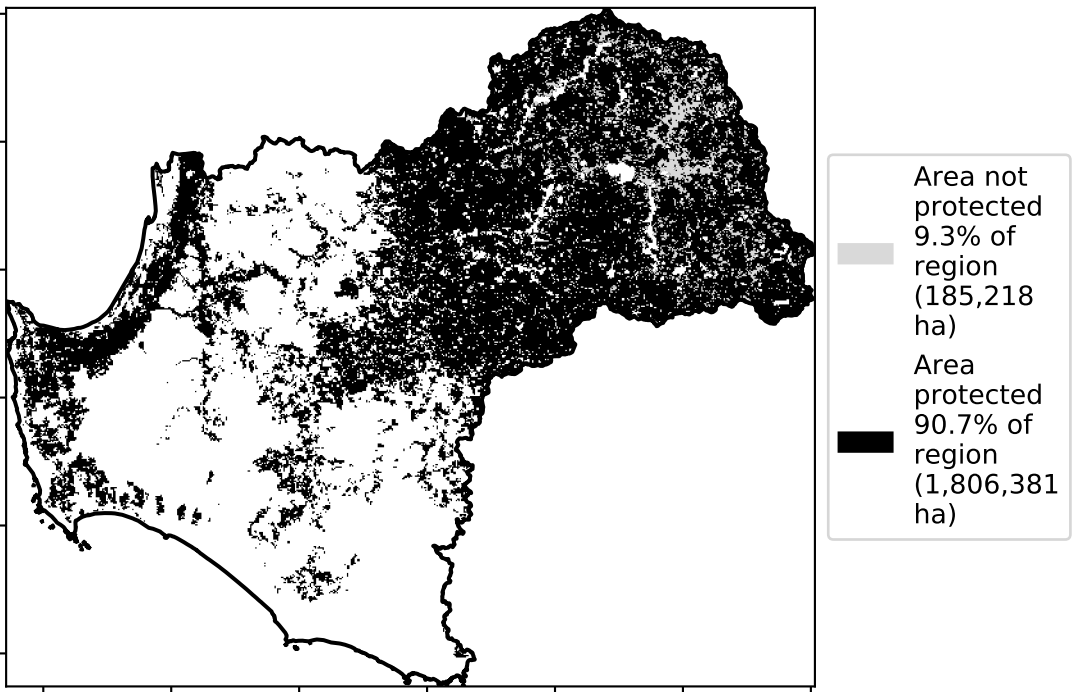 Area not
protected
9.3% of
region
(185,218
ha)
Area
protected
90.7% of
region
(1,806,381
ha)